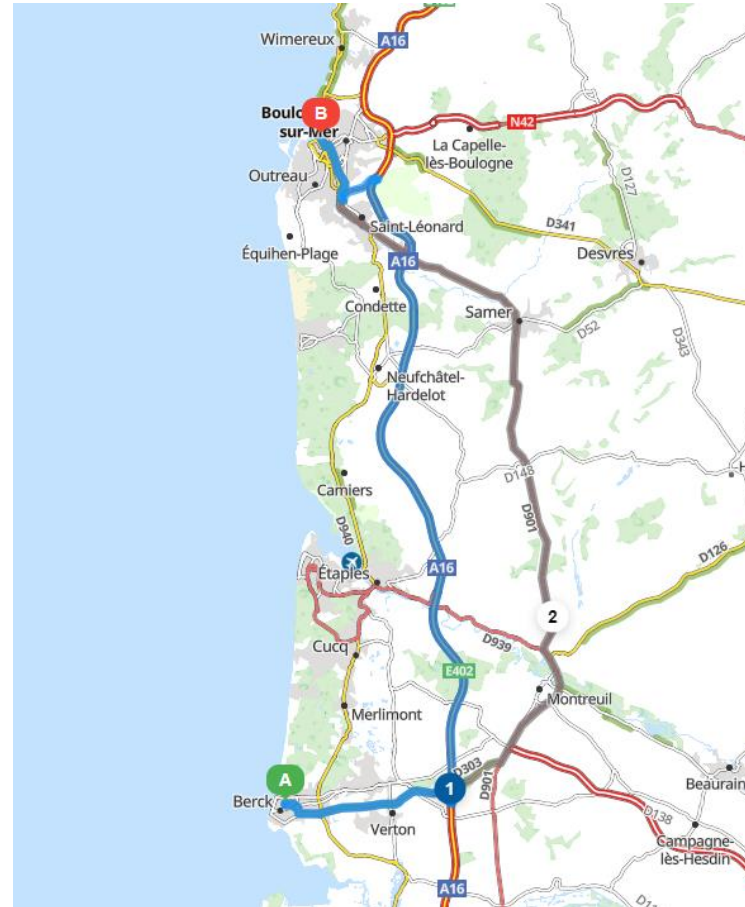 Wimereux
A16
Boulo
sur-Mer
B
N42
La Capelle-
lès-Boulogne
D127
Outreau
Saint-Léonard
D341
Équihen-Plage
A16
Desvres
Condette
Samer
D52
D343
Neufchâtel-
Hardelot
D148
H
Camiers
D940
D901
A16
D126
Étaples
2
D939
Cucq
E402
Montreuil
Merlimont
A
D303
1
D901
Beaurain
Berck
Verton
D138
Campagne-
lès-Hesdin
A16